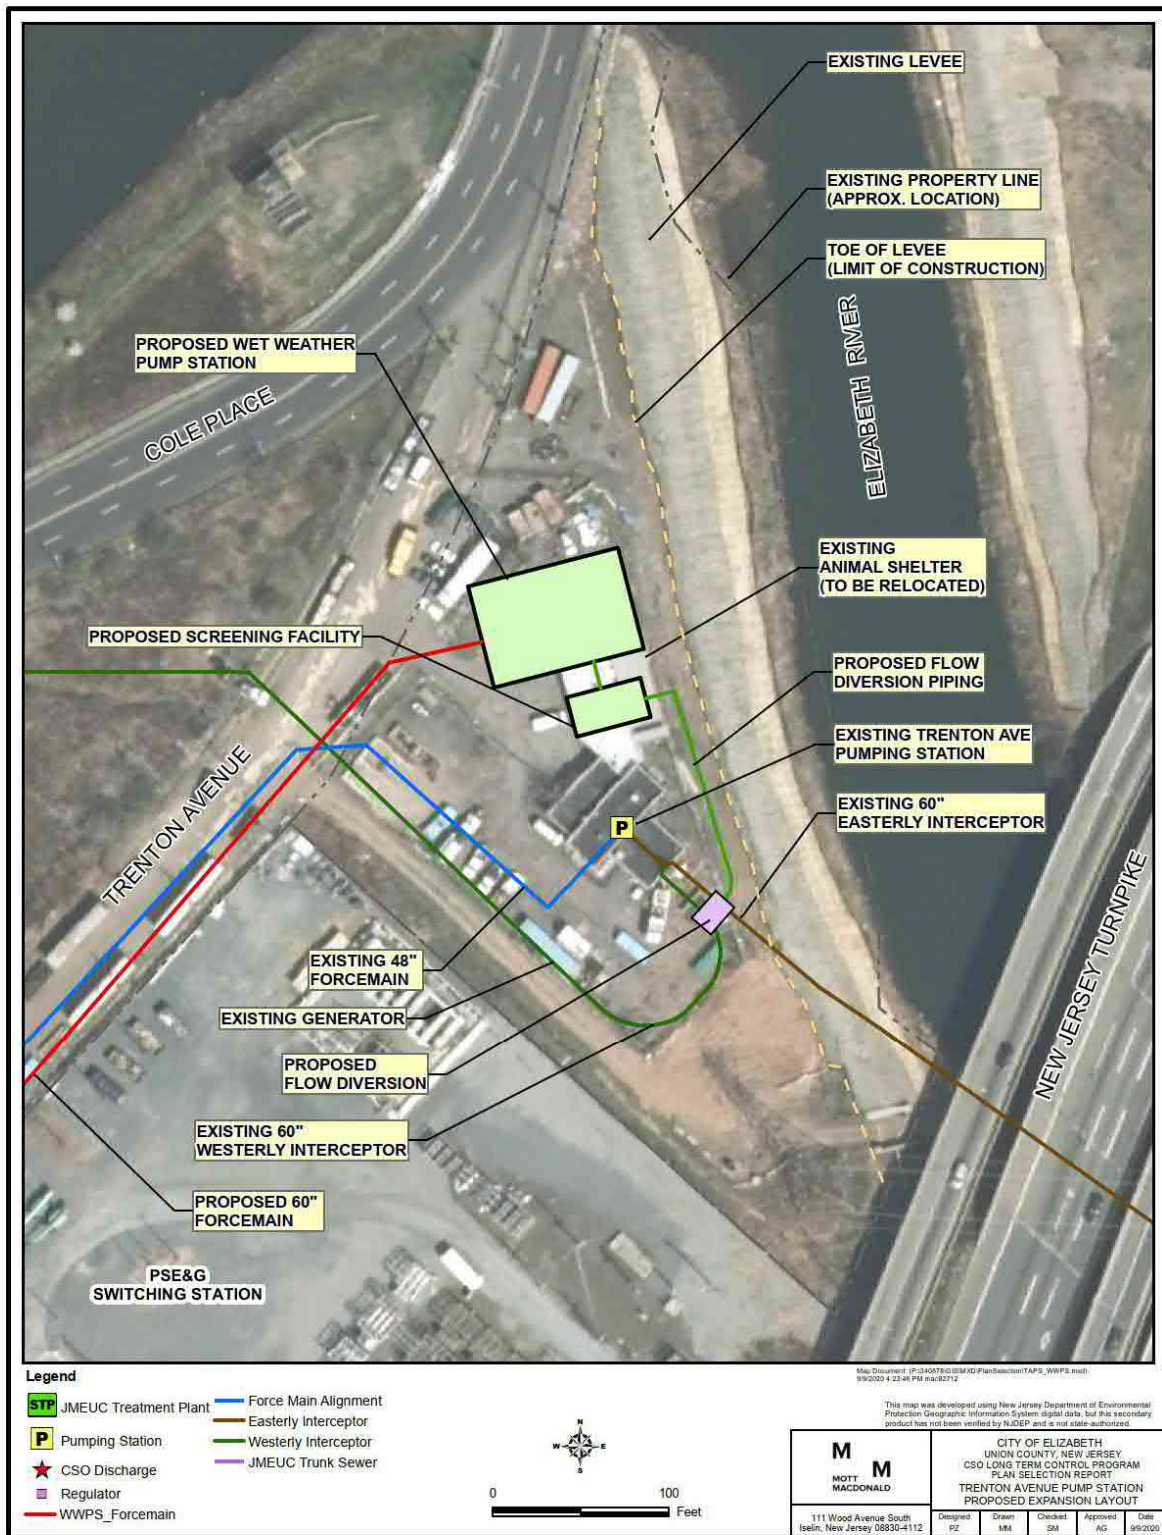 EXISTING LEVEE
EXISTING PROPERTY LINE
(APPROX. LOCATION)
TOE OF LEVEE
(LIMIT OF CONSTRUCTION)
PROPOSED WET WEATHER
PUMP STATION
COLE PLACE
ELIZABETH RIVER
EXISTING
ANIMAL SHELTER
(TO BE RELOCATED)
PROPOSED SCREENING FACILITY
PROPOSED FLOW
DIVERSION PIPING
EXISTING TRENTON AVE
PUMPING STATION
TRENTON AVENUE
EXISTING 60"
EASTERLY INTERCEPTOR
P
NEW JERSEY TURNPIKE
EXISTING 48"
FORCEMAIN
EXISTING GENERATOR
PROPOSED
FLOW DIVERSION
EXISTING 60"
WESTERLY INTERCEPTOR
PROPOSED 60"
FORCEMAIN
PSE&G
SWITCHING STATION
Legend
STP JMEUC Treatment Plant
P Pumping Station
CSO Discharge
Regulator
WWPS_Forcemain
Force Main Alignment
Easterly Interceptor
Westerly Interceptor
JMEUC Trunk Sewer
N
W E
S
0 100
Feet
9/9/2020 4:23:46 PM
This map was developed using New Jersey Department of Environmental
Protection Geographic Information System digital data, but this secondary
product has not been verified by NJDEP and is not state-authorized.
M
M
MOTT
MACDONALD
111 Wood Avenue South
Iselin, New Jersey 08830-4112
CITY OF ELIZABETH
UNION COUNTY, NEW JERSEY
CSO LONG TERM CONTROL PROGRAM
PLAN SELECTION REPORT
TRENTON AVENUE PUMP STATION
PROPOSED EXPANSION LAYOUT
Designed Drawn Checked Approved Date
PZ MM SM AG 9/9/2020